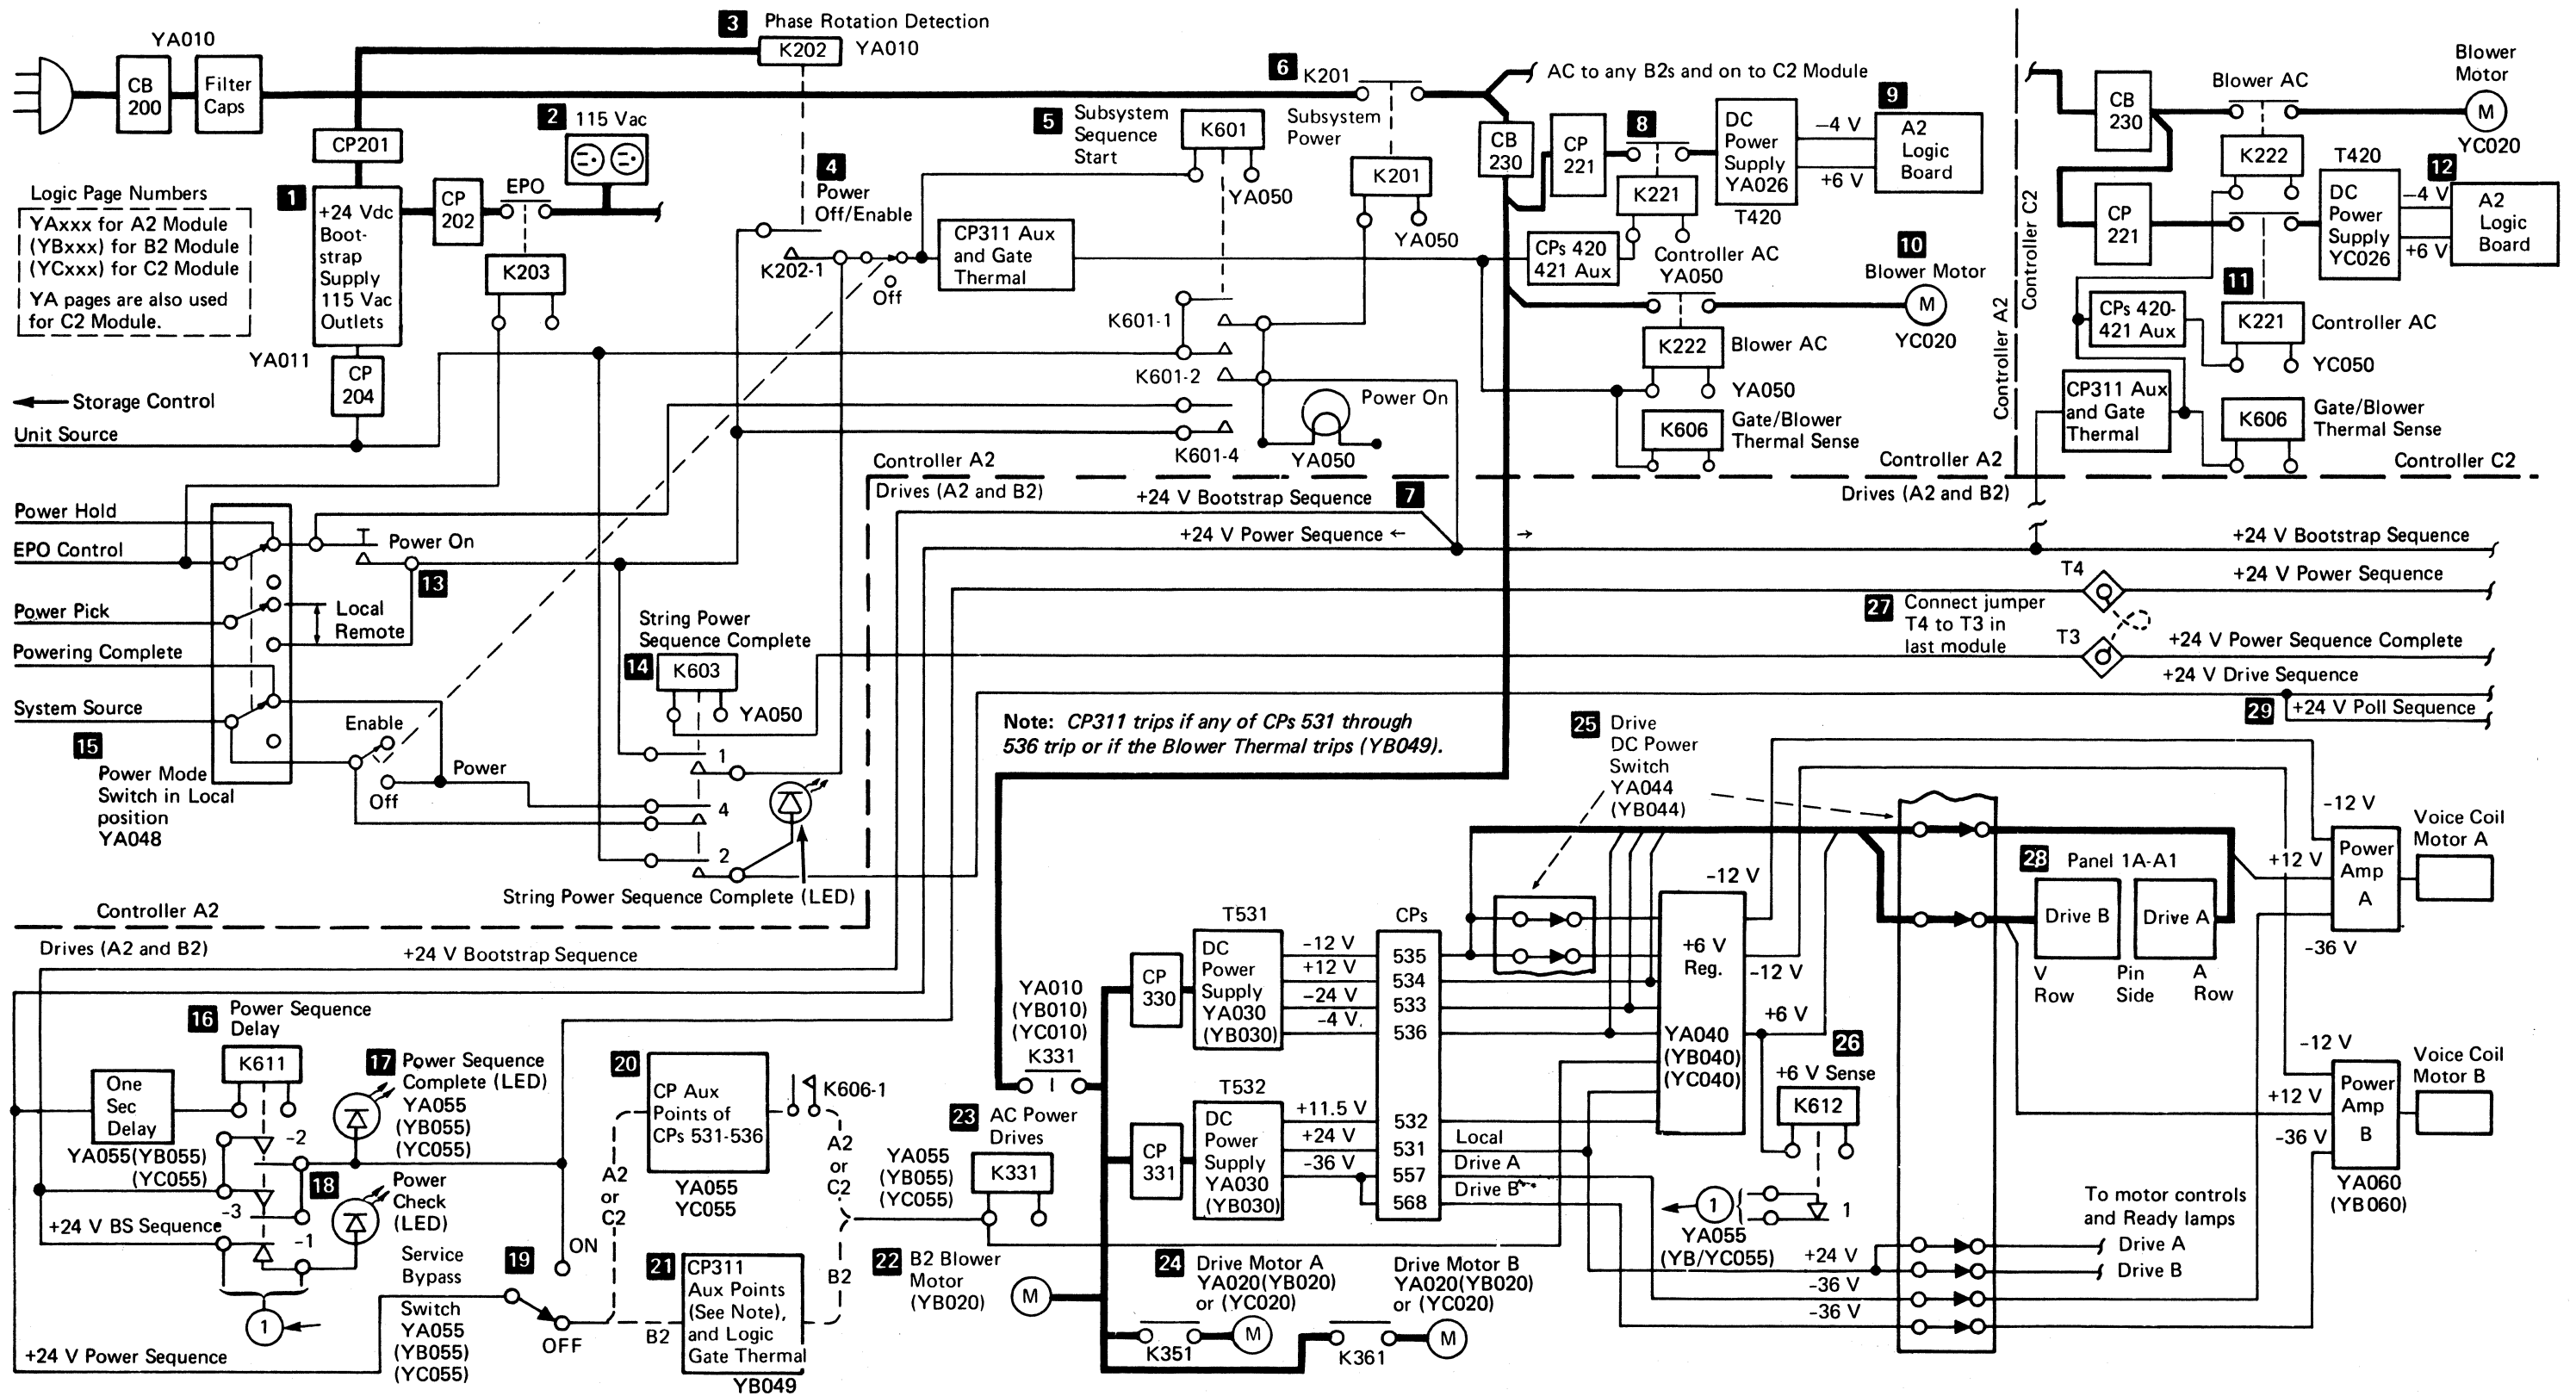 3 Phase Rotation Detection
K202
YA010
YA010
CB
200
Filter
Caps
CP201
2 115 Vac
1
+24 Vdc
Boot-
strap
Supply
115 Vac
Outlets
YA011
CP
202
EPO
K203
CP
204
Logic Page Numbers
YAxxx for A2 Module
(YBxxx) for B2 Module
(YCxxx) for C2 Module
YA pages are also used
for C2 Module.
Storage Control
Unit Source
4
Power
Off/Enable
K202-1
Off
CP311 Aux
and Gate
Thermal
5 Subsystem
Sequence
Start
K601
YA050
6 K201
Subsystem
Power
K201
YA050
K601-1
K601-2
K601-4
Power On
YA050
AC to any B2s and on to C2 Module
CB
230
CP
221
8
K221
Controller AC
YA050
CPs 420
421 Aux
DC
Power
Supply
YA026
T420
−4 V
+6 V
9
A2
Logic
Board
10
Blower Motor
M
YC020
K222
Blower AC
YA050
K606
Gate/Blower
Thermal Sense
Controller A2
Controller A2
Controller C2
CB
230
Blower AC
K222
Blower
Motor
M
YC020
CP
221
T420
DC
Power
Supply
YC026
−4 V
+6 V
12
A2
Logic
Board
11
K221
Controller AC
YC050
CPs 420-
421 Aux
CP311 Aux
and Gate
Thermal
K606
Gate/Blower
Thermal Sense
Controller C2
Controller A2
Drives (A2 and B2)
Drives (A2 and B2)
+24 V Bootstrap Sequence
7
+24 V Power Sequence ←
→
+24 V Bootstrap Sequence
T4
+24 V Power Sequence
27 Connect jumper
T4 to T3 in
last module
T3
+24 V Power Sequence Complete
+24 V Drive Sequence
29 +24 V Poll Sequence
Power Hold
EPO Control
Power Pick
Powering Complete
System Source
Power On
13
Local
Remote
15
Power Mode
Switch in Local
position
YA048
Enable
Off
Power
String Power
Sequence Complete
14
K603
YA050
1
4
2
String Power Sequence Complete (LED)
Controller A2
Drives (A2 and B2)
+24 V Bootstrap Sequence
Note: CP311 trips if any of CPs 531 through
536 trip or if the Blower Thermal trips (YB049).
25 Drive
DC Power
Switch
YA044
(YB044)
16 Power Sequence
Delay
K611
One
Sec
Delay
YA055(YB055)
(YC055)
-2
-3
-1
+24 V BS Sequence
1
17 Power Sequence
Complete (LED)
YA055
(YB055)
(YC055)
18
Power
Check
(LED)
+24 V Power Sequence
19
Service
Bypass
Switch
YA055
(YB055)
(YC055)
ON
OFF
A2
or
C2
B2
20
CP Aux
Points of
CPs 531-536
YA055
YC055
K606-1
21
CP311
Aux Points
(See Note),
and Logic
Gate Thermal
YB049
A2
or
C2
B2
YA055
(YB055)
(YC055)
22 B2 Blower
Motor
(YB020)
M
23 AC Power
Drives
K331
YA010
(YB010)
(YC010)
K331
CP
330
CP
331
T531
DC
Power
Supply
YA030
(YB030)
T532
DC
Power
Supply
YA030
(YB030)
−12 V
+12 V
−24 V
−4 V
+11.5 V
+24 V
−36 V
CPs
535
534
533
536
532
531
557
568
Local
Drive A
Drive B
24 Drive Motor A
YA020(YB020)
or (YC020)
K351
M
Drive Motor B
YA020(YB020)
or (YC020)
K361
M
−12 V
+6 V
Reg.
−12 V
YA040
(YB040)
(YC040)
+6 V
26
+6 V Sense
K612
1
1
YA055
(YB/YC055)
+24 V
−36 V
−36 V
28 Panel 1A-A1
Drive B
Drive A
V
Row
Pin
Side
A
Row
To motor controls
and Ready lamps
Drive A
Drive B
−12 V
+12 V
−36 V
Power
Amp
A
Voice Coil
Motor A
−12 V
+12 V
−36 V
Power
Amp
B
Voice Coil
Motor B
YA060
(YB060)